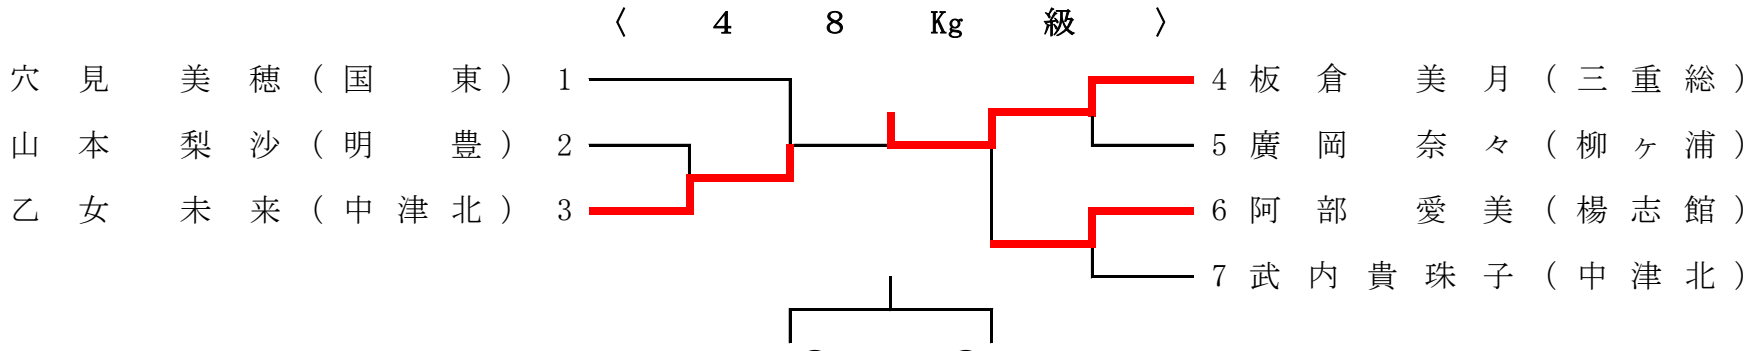 〈 4 8 Kg 級 〉
穴見 美穂(国 東) 1
山本 梨沙(明 豊) 2
乙女 未来(中津北) 3
4 板倉 美月(三重総)
5 廣岡 奈々(柳ヶ浦)
6 阿部 愛美(楊志館)
7 武内貴珠子(中津北)